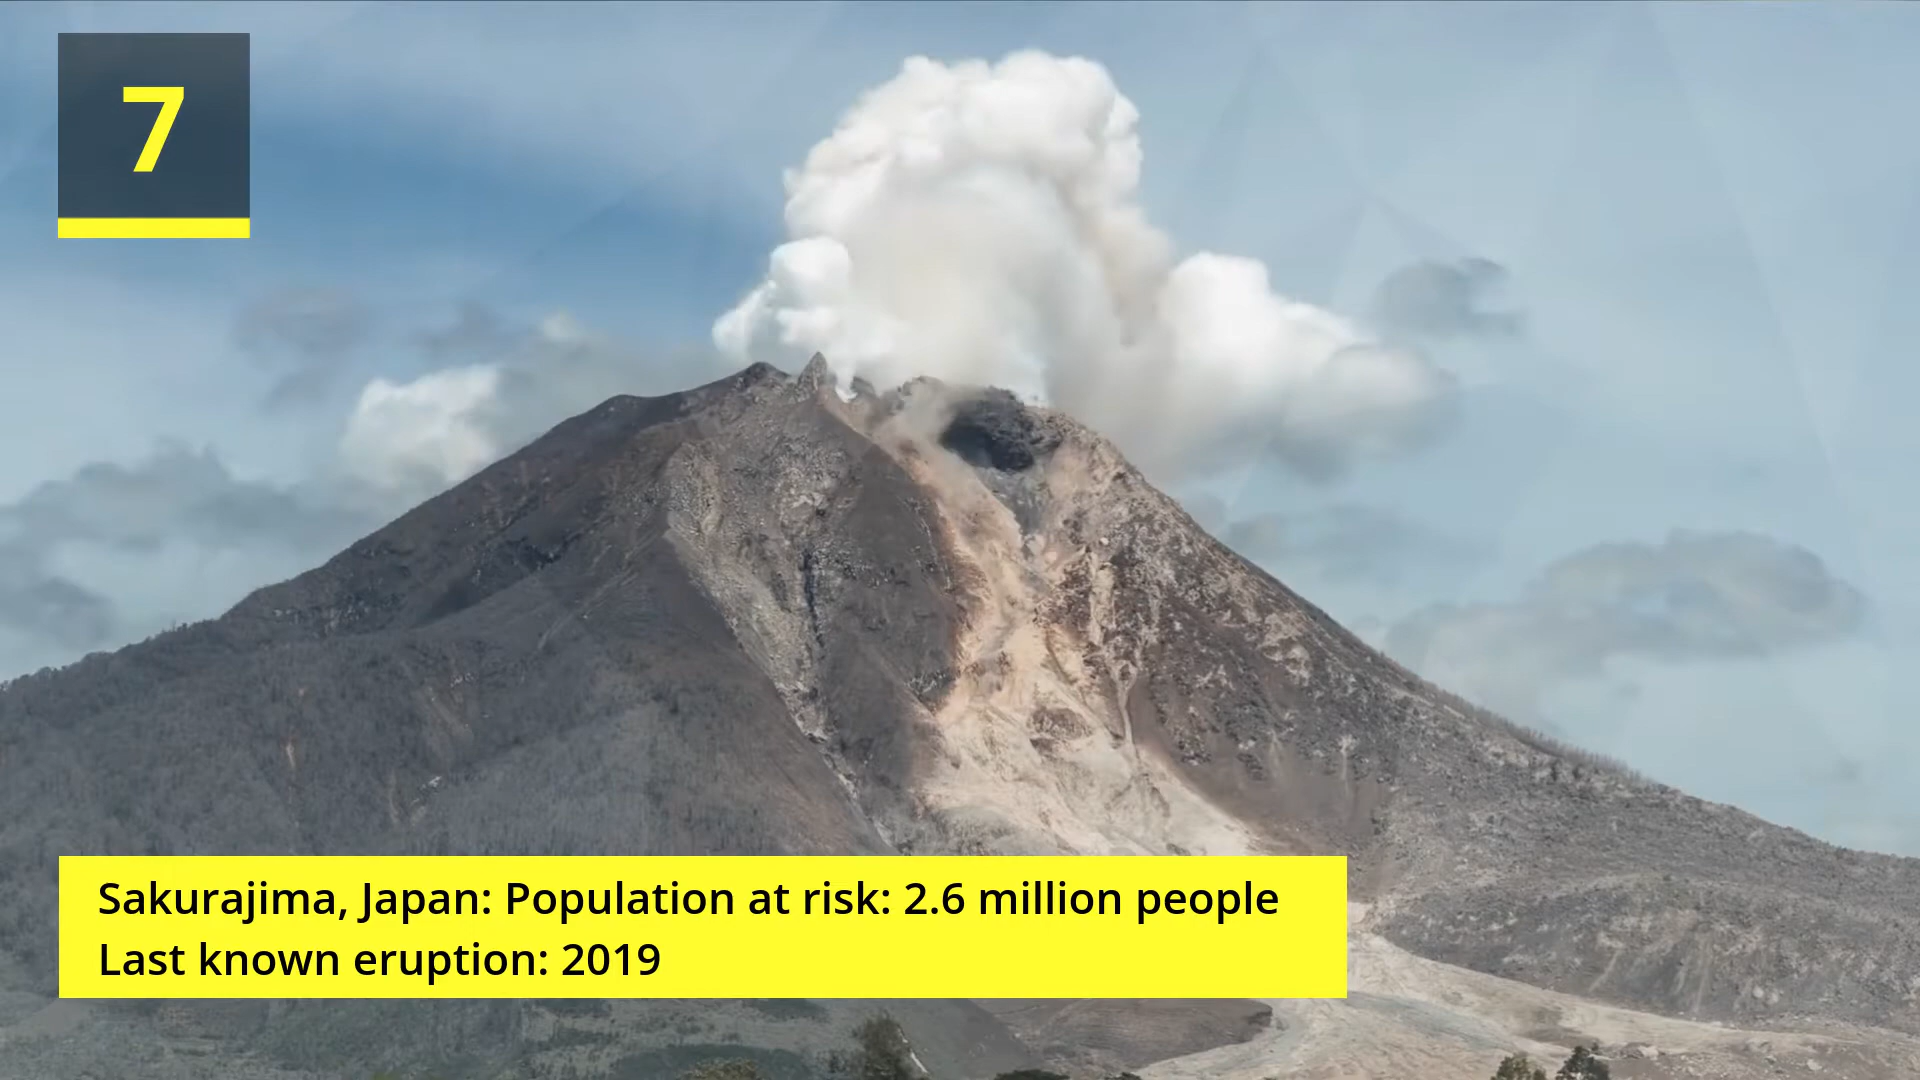 7
Sakurajima, Japan: Population at risk: 2.6 million people
Last known eruption: 2019